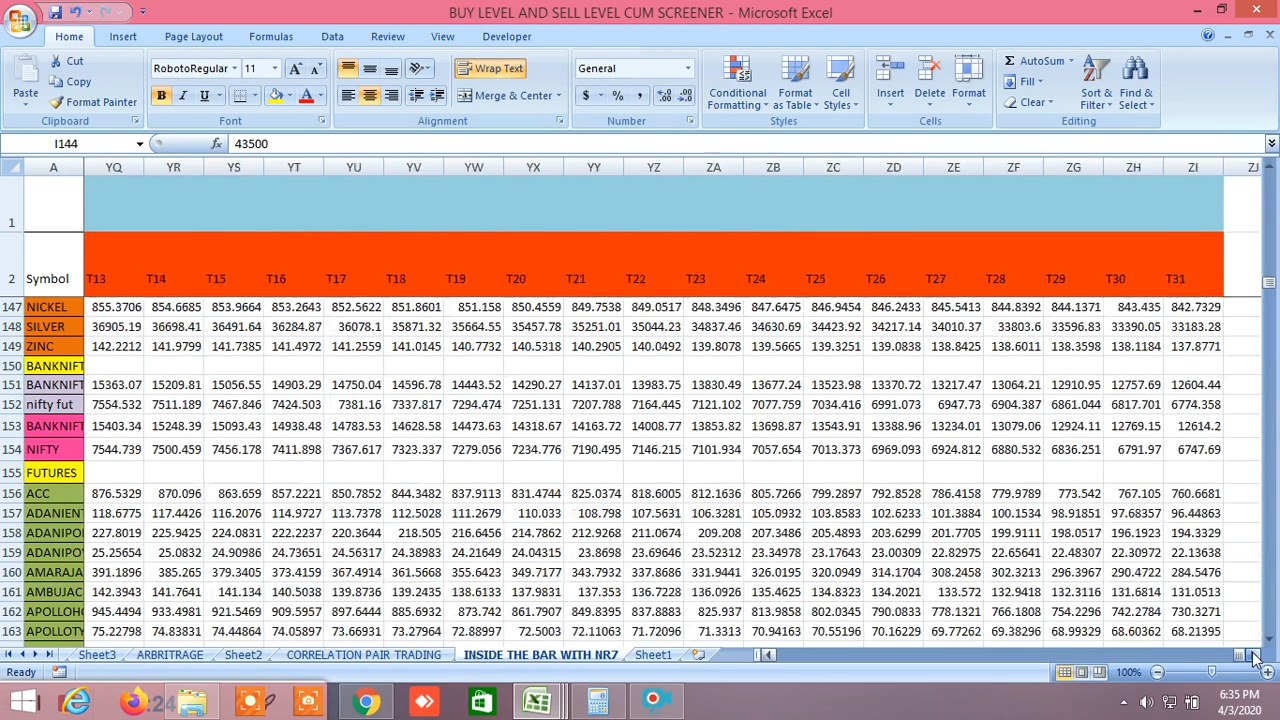 BUY LEVEL AND SELL LEVEL CUM SCREENER - Microsoft Excel
Home Insert Page Layout Formulas Data Review View Developer
Paste Cut Copy Format Painter Clipboard
RobotoRegular 11 B I U A Font
Wrap Text Merge & Center Alignment
General $ % , Number
Conditional Formatting Format as Table Cell Styles Styles
Insert Delete Format Cells
Σ AutoSum Fill Clear Sort & Filter Find & Select Editing
I144 fx 43500
A YQ YR YS YT YU YV YW YX YY YZ ZA ZB ZC ZD ZE ZF ZG ZH ZI ZJ
1
2 Symbol T13 T14 T15 T16 T17 T18 T19 T20 T21 T22 T23 T24 T25 T26 T27 T28 T29 T30 T31
147 NICKEL 855.3706 854.6685 853.9664 853.2643 852.5622 851.8601 851.158 850.4559 849.7538 849.0517 848.3496 847.6475 846.9454 846.2433 845.5413 844.8392 844.1371 843.435 842.7329
148 SILVER 36905.19 36698.41 36491.64 36284.87 36078.1 35871.32 35664.55 35457.78 35251.01 35044.23 34837.46 34630.69 34423.92 34217.14 34010.37 33803.6 33596.83 33390.05 33183.28
149 ZINC 142.2212 141.9799 141.7385 141.4972 141.2559 141.0145 140.7732 140.5318 140.2905 140.0492 139.8078 139.5665 139.3251 139.0838 138.8425 138.6011 138.3598 138.1184 137.8771
150 BANKNIFT
151 BANKNIFT 15363.07 15209.81 15056.55 14903.29 14750.04 14596.78 14443.52 14290.27 14137.01 13983.75 13830.49 13677.24 13523.98 13370.72 13217.47 13064.21 12910.95 12757.69 12604.44
152 nifty fut 7554.532 7511.189 7467.846 7424.503 7381.16 7337.817 7294.474 7251.131 7207.788 7164.445 7121.102 7077.759 7034.416 6991.073 6947.73 6904.387 6861.044 6817.701 6774.358
153 BANKNIFT 15403.34 15248.39 15093.43 14938.48 14783.53 14628.58 14473.63 14318.67 14163.72 14008.77 13853.82 13698.87 13543.91 13388.96 13234.01 13079.06 12924.11 12769.15 12614.2
154 NIFTY 7544.739 7500.459 7456.178 7411.898 7367.617 7323.337 7279.056 7234.776 7190.495 7146.215 7101.934 7057.654 7013.373 6969.093 6924.812 6880.532 6836.251 6791.97 6747.69
155 FUTURES
156 ACC 876.5329 870.096 863.659 857.2221 850.7852 844.3482 837.9113 831.4744 825.0374 818.6005 812.1636 805.7266 799.2897 792.8528 786.4158 779.9789 773.542 767.105 760.6681
157 ADANIENT 118.6775 117.4426 116.2076 114.9727 113.7378 112.5028 111.2679 110.033 108.798 107.5631 106.3281 105.0932 103.8583 102.6233 101.3884 100.1534 98.91851 97.68357 96.44863
158 ADANIPO 227.8019 225.9425 224.0831 222.2237 220.3644 218.505 216.6456 214.7862 212.9268 211.0674 209.208 207.3486 205.4893 203.6299 201.7705 199.9111 198.0517 196.1923 194.3329
159 ADANIPO 25.25654 25.0832 24.90986 24.73651 24.56317 24.38983 24.21649 24.04315 23.8698 23.69646 23.52312 23.34978 23.17643 23.00309 22.82975 22.65641 22.48307 22.30972 22.13638
160 AMARAJA 391.1896 385.265 379.3405 373.4159 367.4914 361.5668 355.6423 349.7177 343.7932 337.8686 331.9441 326.0195 320.0949 314.1704 308.2458 302.3213 296.3967 290.4722 284.5476
161 AMBUJAC 142.3943 141.7641 141.134 140.5038 139.8736 139.2435 138.6133 137.9831 137.353 136.7228 136.0926 135.4625 134.8323 134.2021 133.572 132.9418 132.3116 131.6814 131.0513
162 APOLLOHO 945.4494 933.4981 921.5469 909.5957 897.6444 885.6932 873.742 861.7907 849.8395 837.8883 825.937 813.9858 802.0345 790.0833 778.1321 766.1808 754.2296 742.2784 730.3271
163 APOLLOTY 75.22798 74.83831 74.44864 74.05897 73.66931 73.27964 72.88997 72.5003 72.11063 71.72096 71.3313 70.94163 70.55196 70.16229 69.77262 69.38296 68.99329 68.60362 68.21395
Sheet3 ARBITRAGE Sheet2 CORRELATION PAIR TRADING INSIDE THE BAR WITH NR7 Sheet1
Ready 100%
:24
6:35 PM
4/3/2020